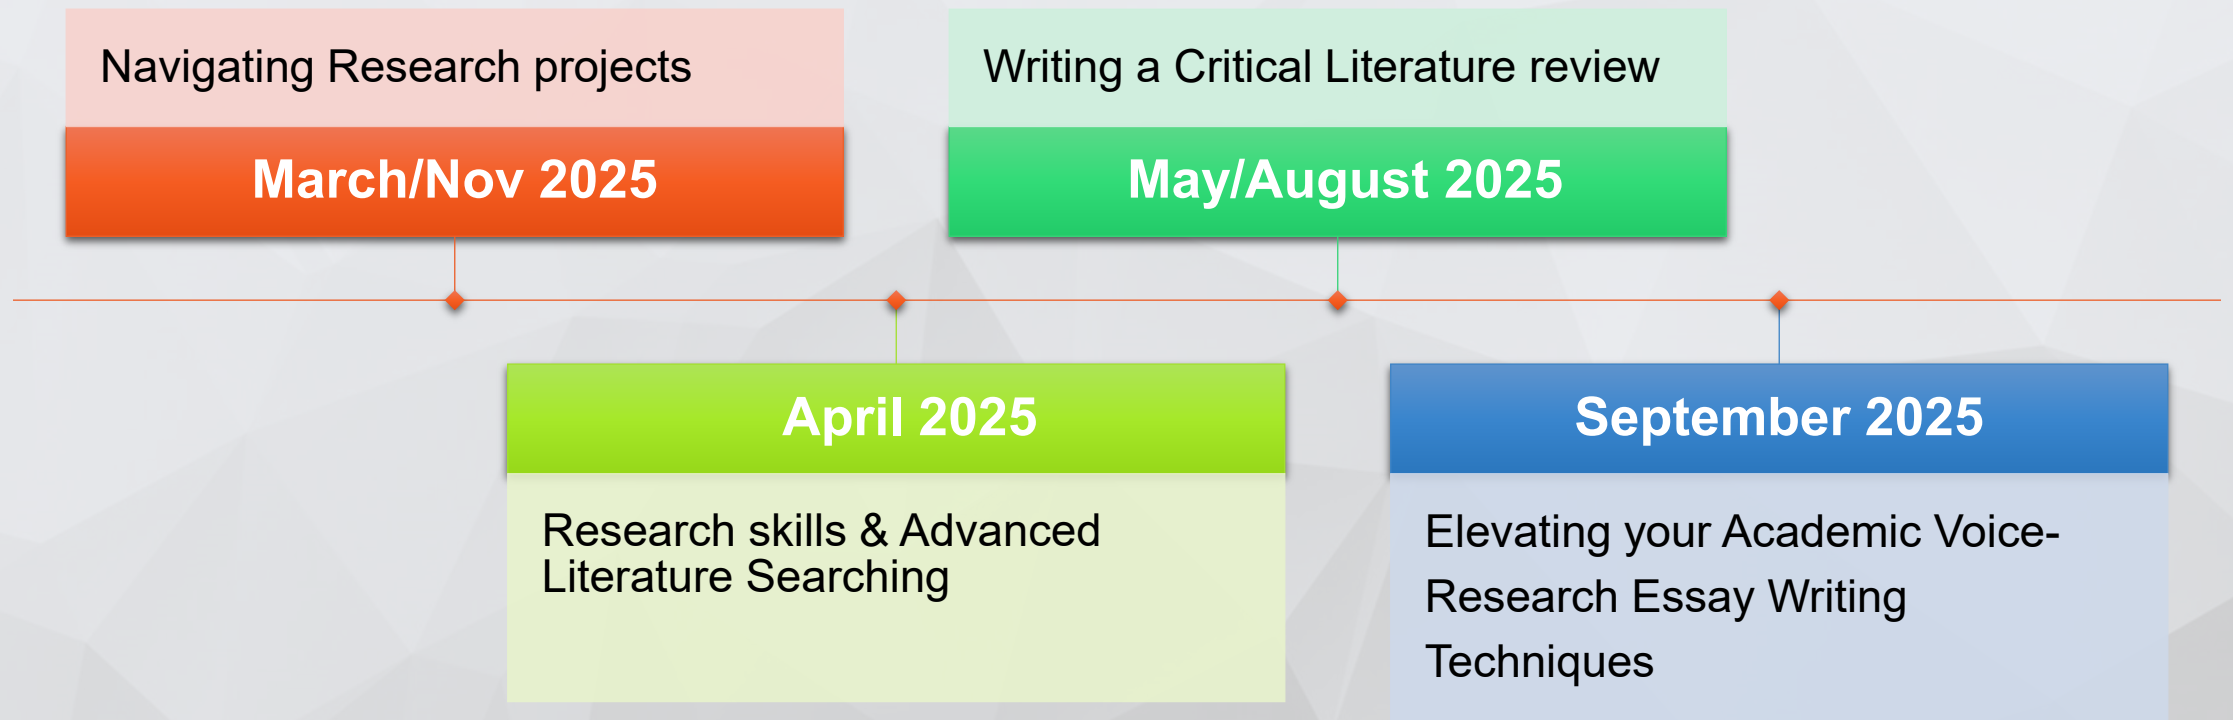 Navigating Research projects
March/Nov 2025
April 2025
Research skills & Advanced
Literature Searching
Writing a Critical Literature review
May/August 2025
September 2025
Elevating your Academic Voice-
Research Essay Writing
Techniques